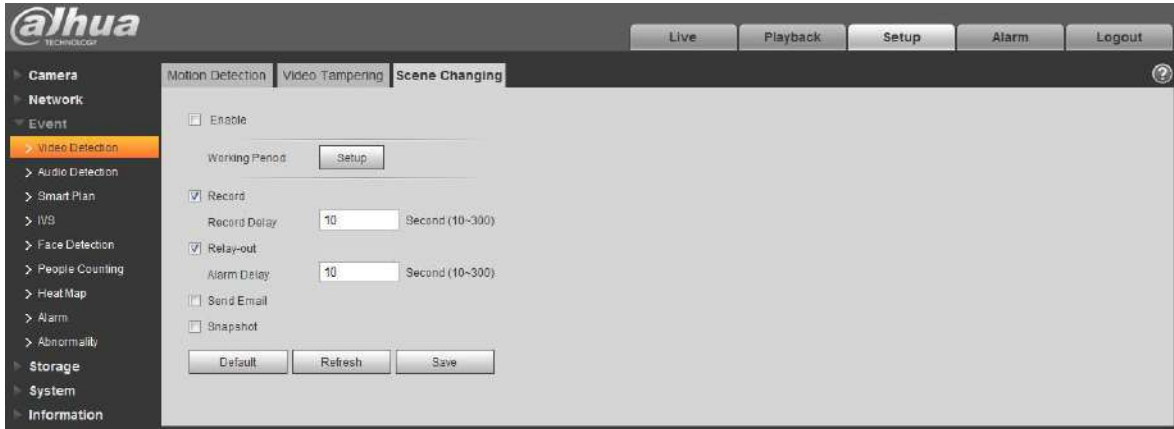 alhua
TECHNOLOGY
Live
Playback
Setup
Alarm
Logout
Camera
Network
Event
Video Detection
Audio Detection
Smart Plan
IVS
Face Detection
People Counting
Heat Map
Alarm
Abnormality
Storage
System
Information
Motion Detection
Video Tampering
Scene Changing
?
Enable
Working Period
Setup
Record
Record Delay
10
Second (10~300)
Relay-out
Alarm Delay
10
Second (10~300)
Send Email
Snapshot
Default
Refresh
Save